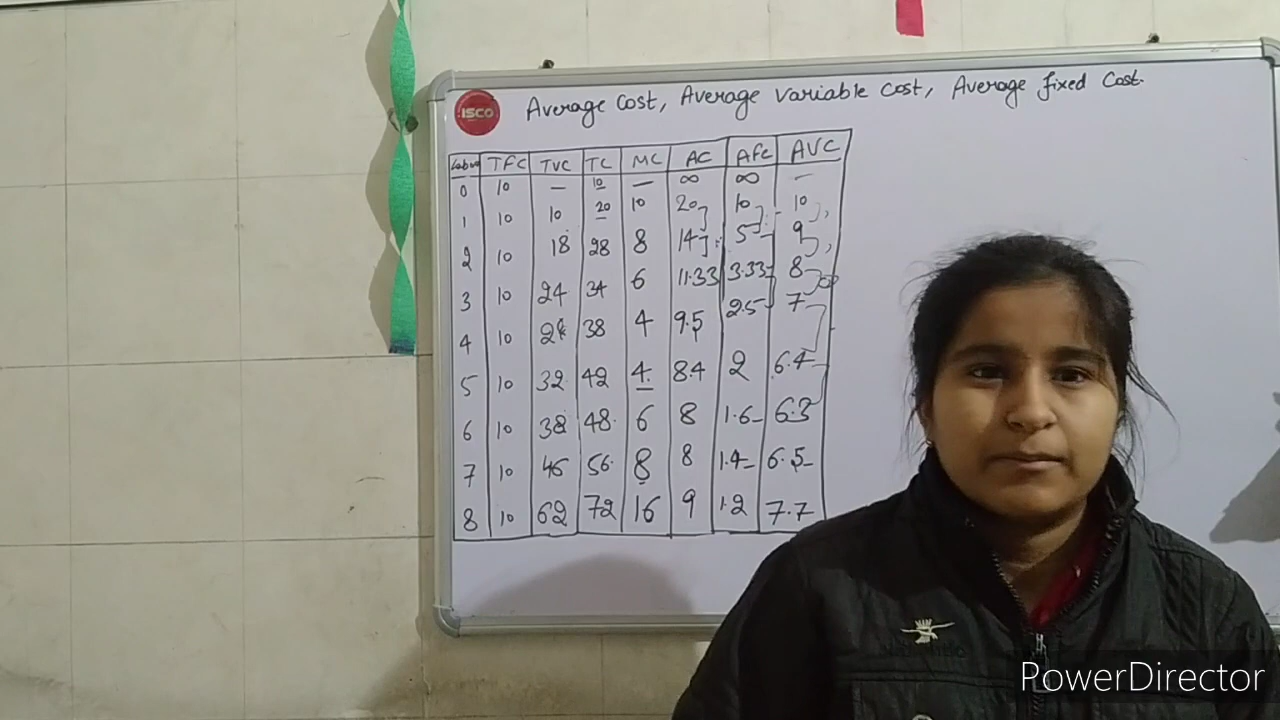 ISCO
Average Cost, Average Variable Cost, Average fixed Cost.
Labour TFC TVC TC MC AC AFC AVC
0 10 — 10 — ∞ ∞ —
1 10 10 20 10 20 10 10
2 10 18 28 8 14 5 9
3 10 24 34 6 11.33 3.33 8
4 10 28 38 4 9.5 2.5 7
5 10 32 42 4 8.4 2 6.4
6 10 38 48 6 8 1.6 6.3
7 10 46 56 8 8 1.4 6.5
8 10 62 72 16 9 1.2 7.7
PowerDirector